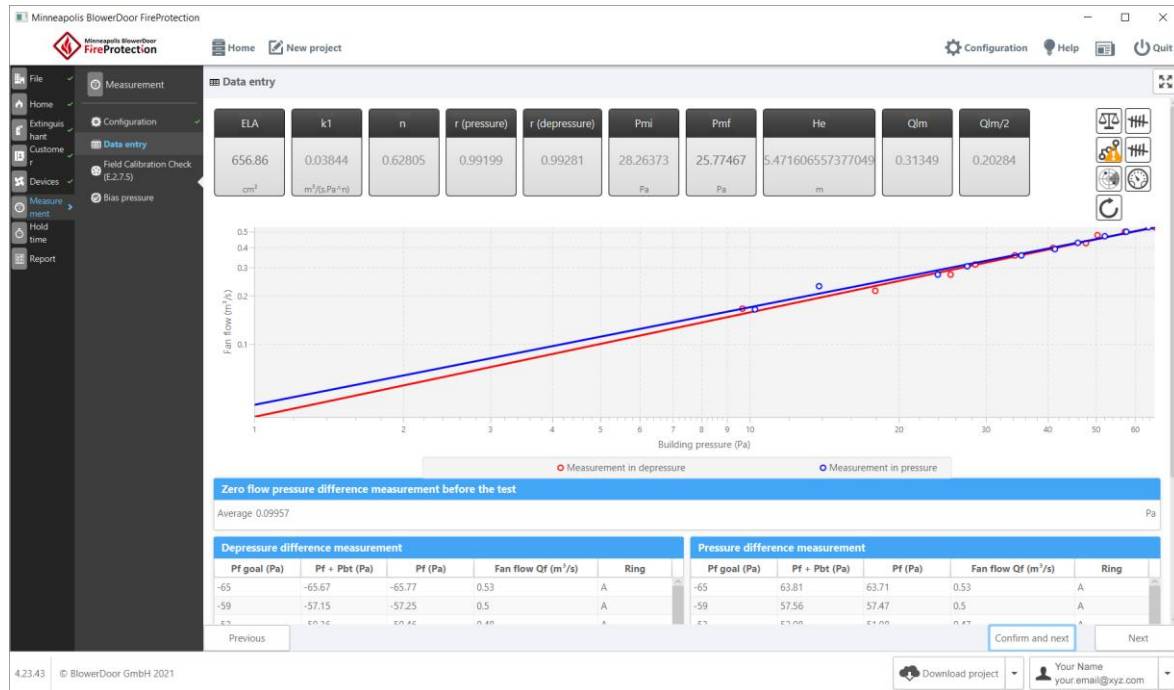 Minneapolis BlowerDoor FireProtection
Minneapolis BlowerDoor
FireProtection
Home
New project
Configuration
Help
Quit
File
Home
Extinguis
hant
Custome
r
Devices
Measure
ment
Hold
time
Report
Measurement
Configuration
Data entry
Field Calibration Check
(E.2.7.5)
Bias pressure
Data entry
ELA k1 n r (pressure) r (depressure) Pmi Pmf He Qlm Qlm/2
656.86 0.03844 0.62805 0.99199 0.99281 28.26373 25.77467 5.471606557377049 0.31349 0.20284
cm² m³/(s.Pa^n) Pa Pa m
0.5
0.4
0.3
0.2
0.1
Fan flow (m³/s)
1 2 3 4 5 6 7 8 9 10 20 30 40 50 60
Building pressure (Pa)
Measurement in depressure Measurement in pressure
Zero flow pressure difference measurement before the test
Average 0.09957 Pa
Depressure difference measurement
Pf goal (Pa) Pf + Pbt (Pa) Pf (Pa) Fan flow Qf (m³/s) Ring
-65 -65.67 -65.77 0.53 A
-59 -57.15 -57.25 0.5 A
Pressure difference measurement
Pf goal (Pa) Pf + Pbt (Pa) Pf (Pa) Fan flow Qf (m³/s) Ring
-65 63.81 63.71 0.53 A
-59 57.56 57.47 0.5 A
Previous
Confirm and next
Next
4.23.43 © BlowerDoor GmbH 2021
Download project
Your Name
your.email@xyz.com